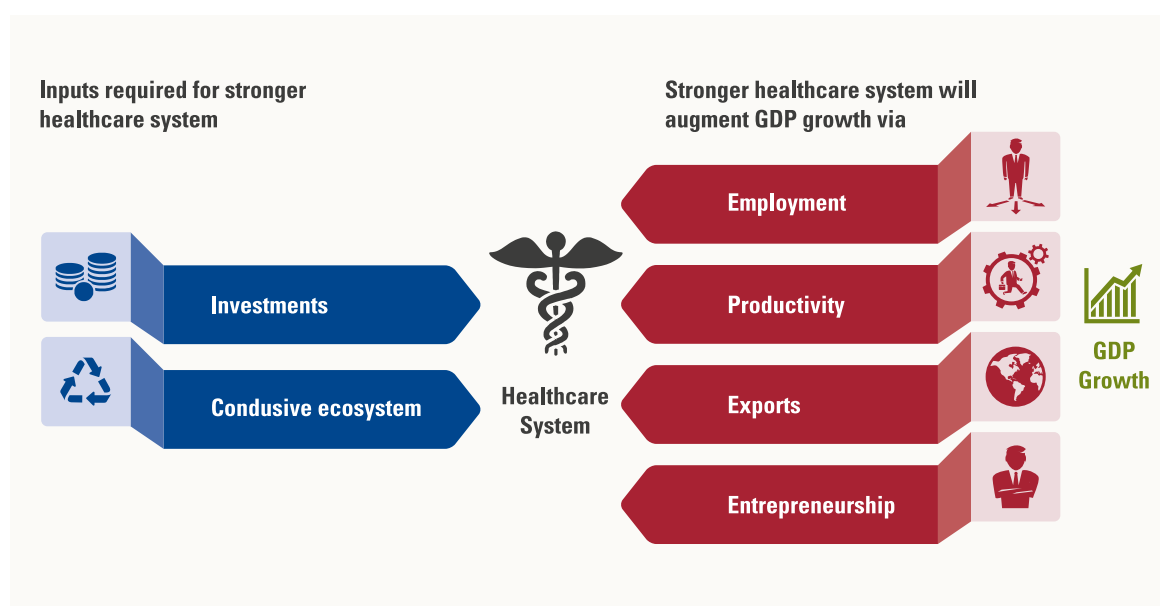 Inputs required for stronger
healthcare system
Investments
Condusive ecosystem
Healthcare
System
Stronger healthcare system will
augment GDP growth via
Employment
Productivity
Exports
Entrepreneurship
GDP
Growth